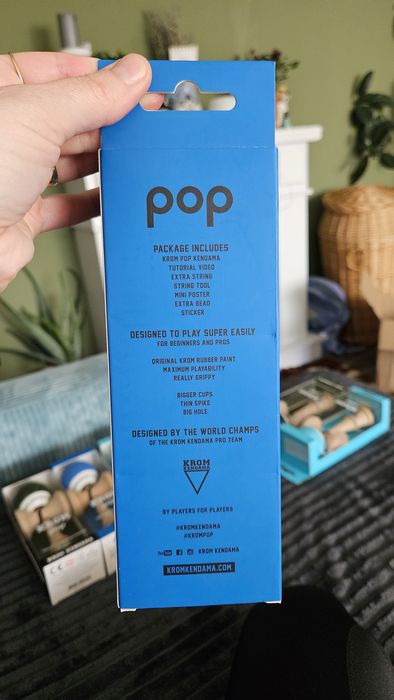 pop
PACKAGE INCLUDES
KROM POP KENDAMA
TUTORIAL VIDEO
EXTRA STRING
STRING TOOL
MINI POSTER
EXTRA BEAD
STICKER
DESIGNED TO PLAY SUPER EASILY
FOR BEGINNERS AND PROS
ORIGINAL KROM RUBBER PAINT
MAXIMUM PLAYABILITY
REALLY GRIPPY
BIGGER CUPS
THIN SPIKE
BIG HOLE
DESIGNED BY THE WORLD CHAMPS
OF THE KROM KENDAMA PRO TEAM
KROM
KENDAMA
BY PLAYERS FOR PLAYERS
#KROMKENDAMA
#KROMPOP
YouTube KROM KENDAMA
KROMKENDAMA.COM